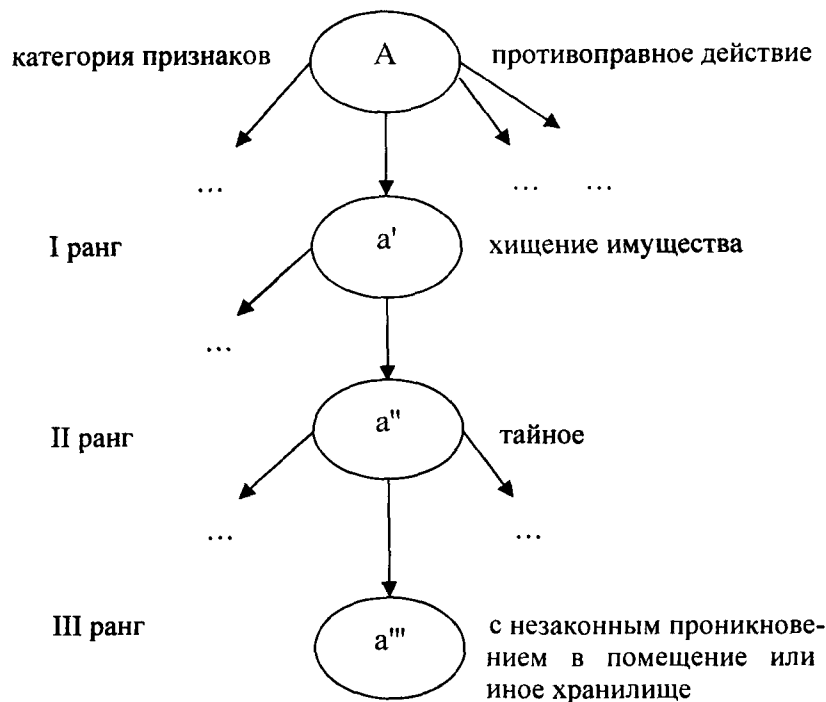 категория признаков A противоправное действие
... ... ...
I ранг a' хищение имущества
...
II ранг a'' тайное
... ...
III ранг a''' с незаконным проникнове-
нием в помещение или
иное хранилище